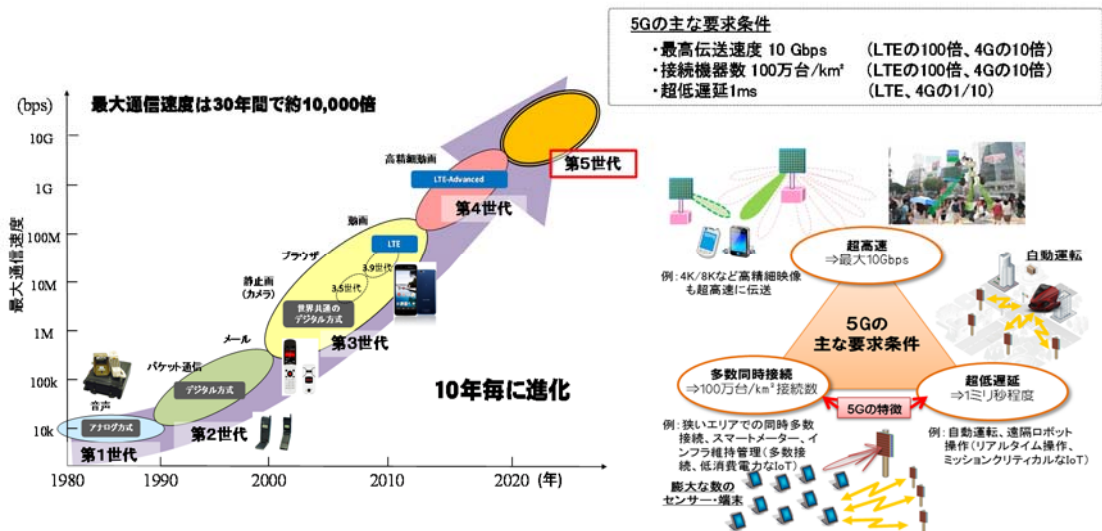 5Gの主な要求条件
・最高伝送速度 10 Gbps (LTEの100倍、4Gの10倍)
・接続機器数 100万台/km² (LTEの100倍、4Gの10倍)
・超低遅延1ms (LTE、4Gの1/10)
(bps)
最大通信速度は30年間で約10,000倍
最大通信速度
10G
1G
100M
10M
1M
100k
10k
1980
1990
2000
2010
2020
(年)
高精細動画
LTE-Advanced
第5世代
第4世代
動画
ブラウザ
LTE
3.9世代
3.5世代
静止画
(カメラ)
世界共通の
デジタル方式
第3世代
メール
パケット通信
デジタル方式
第2世代
音声
アナログ方式
第1世代
10年毎に進化
超高速
⇒最大10Gbps
例:4K/8Kなど高精細映像
も超高速に伝送
自動運転
5Gの
主な要求条件
多数同時接続
⇒100万台/km²接続数
超低遅延
⇒1ミリ秒程度
5Gの特徴
例:狭いエリアでの同時多数
接続、スマートメーター、イ
ンフラ維持管理(多数接
続、低消費電力なIoT)
例:自動運転、遠隔ロボット
操作(リアルタイム操作、
ミッションクリティカルなIoT)
膨大な数の
センサー・端末